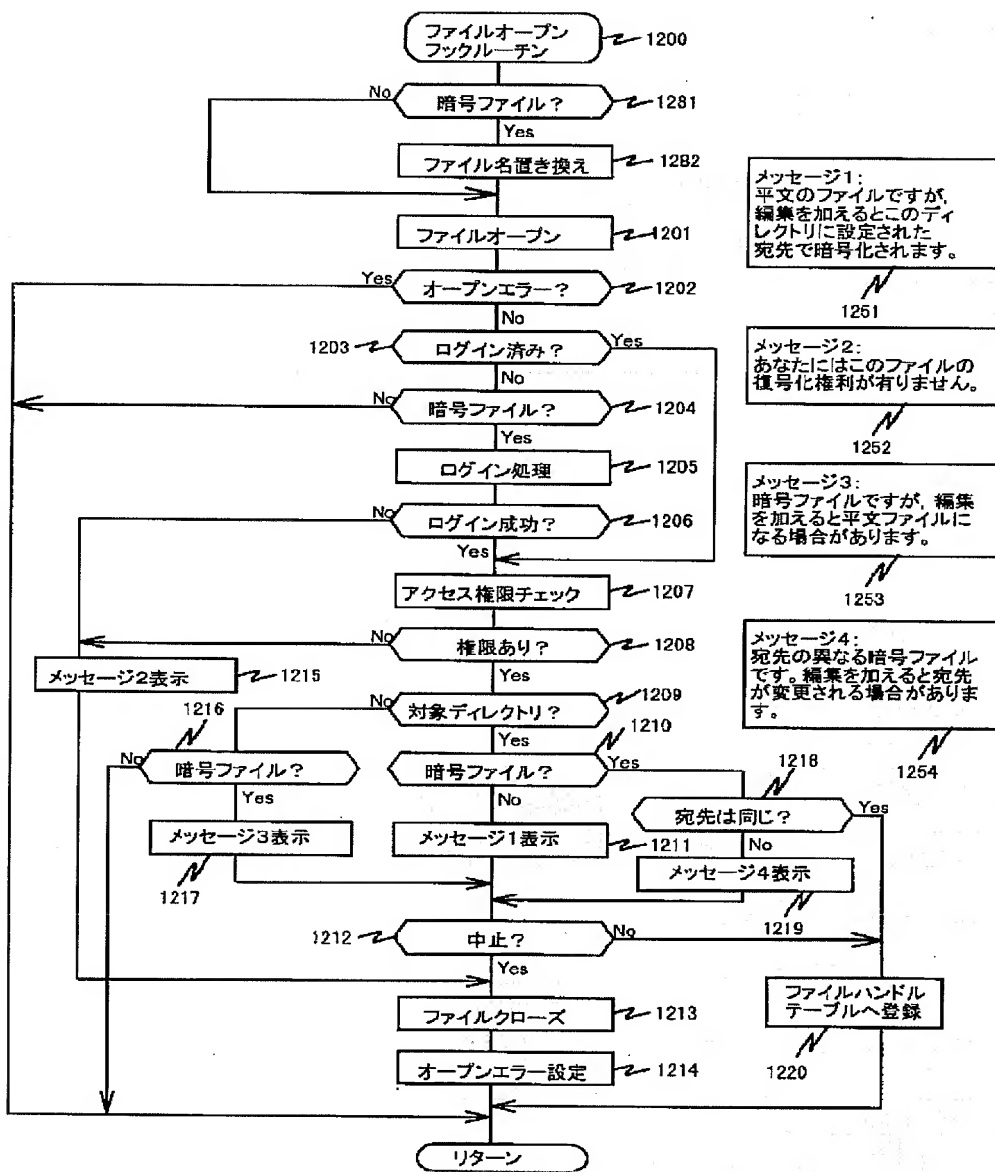 ファイルオープン
フックルーチン
1200
No
暗号ファイル?
1281
Yes
ファイル名置き換え
1282
ファイルオープン
1201
Yes
オープンエラー?
1202
No
1203
ログイン済み?
Yes
No
No
暗号ファイル?
1204
Yes
ログイン処理
1205
No
ログイン成功?
1206
Yes
アクセス権限チェック
1207
No
権限あり?
1208
メッセージ2表示
1215
Yes
1216
No
対象ディレクトリ?
1209
Yes
1210
No
暗号ファイル?
暗号ファイル?
Yes
1218
Yes
No
宛先は同じ?
Yes
メッセージ3表示
メッセージ1表示
1211
No
メッセージ4表示
1217
1219
1212
中止?
No
Yes
ファイルクローズ
1213
ファイルハンドル
テーブルへ登録
オープンエラー設定
1214
1220
リターン
メッセージ1:
平文のファイルですが,
編集を加えるとこのディ
レクトリに設定された
宛先で暗号化されます。
1251
メッセージ2:
あなたにはこのファイルの
復号化権利が有りません。
1252
メッセージ3:
暗号ファイルですが, 編集
を加えると平文ファイルに
なる場合があります。
1253
メッセージ4:
宛先の異なる暗号ファイル
です。編集を加えると宛先
が変更される場合がありま
す。
1254